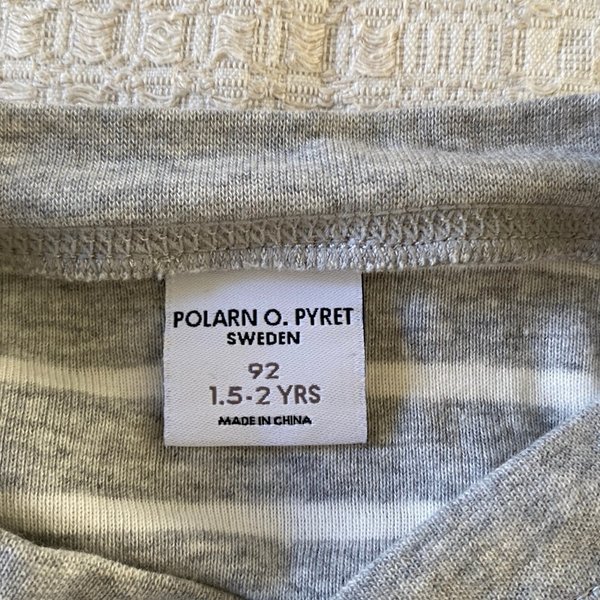 POLARN O. PYRET
SWEDEN
92
1.5-2 YRS
MADE IN CHINA